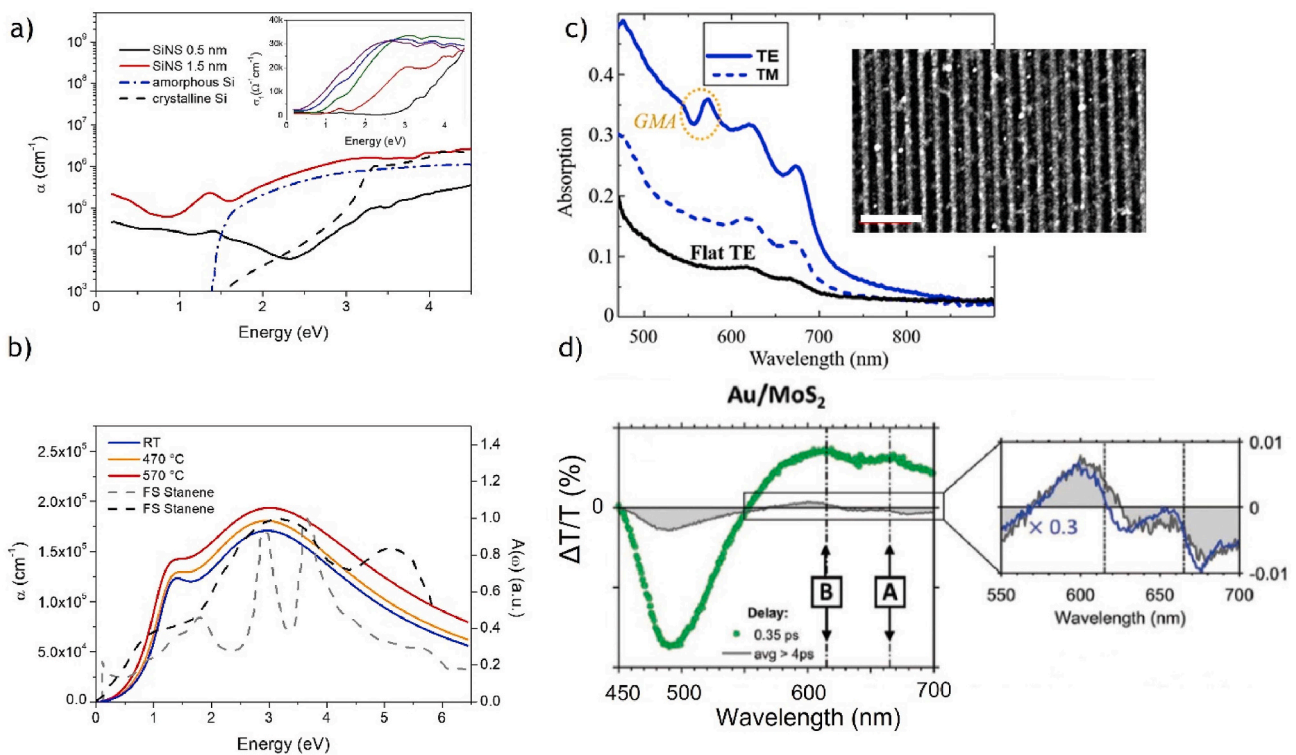 a)
10⁹
10⁸
10⁷
10⁶
10⁵
10⁴
10³
α (cm⁻¹)
SiNS 0.5 nm
SiNS 1.5 nm
amorphous Si
crystalline Si
40k
30k
20k
10k
0
Energy (eV)
0 1 2 3 4
0 1 2 3 4
Energy (eV)
b)
2.5x10⁵
2.0x10⁵
1.5x10⁵
1.0x10⁵
5.0x10⁴
0.0
α (cm⁻¹)
RT
470 °C
570 °C
FS Stanene
FS Stanene
1.4
1.2
1.0
0.8
0.6
0.4
0.2
0.0
A(ω) (a.u.)
0 1 2 3 4 5 6
Energy (eV)
c)
0.4
0.3
0.2
0.1
0
Absorption
TE
TM
GMA
Flat TE
500 600 700 800
Wavelength (nm)
d)
Au/MoS₂
ΔT/T (%)
0
B
A
Delay:
0.35 ps
avg > 4ps
450 500 600 700
Wavelength (nm)
× 0.3
0.01
0
-0.01
550 600 650 700
Wavelength (nm)